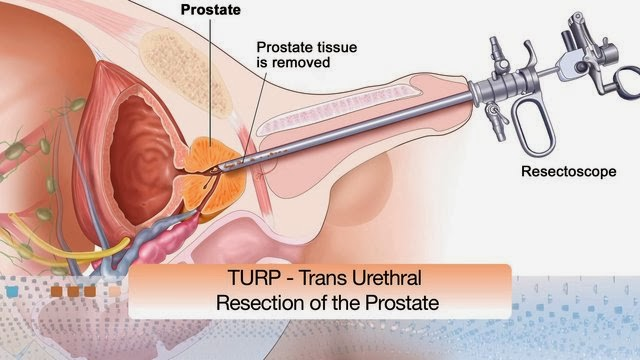 Prostate
Prostate tissue
is removed
Resectoscope
TURP - Trans Urethral
Resection of the Prostate